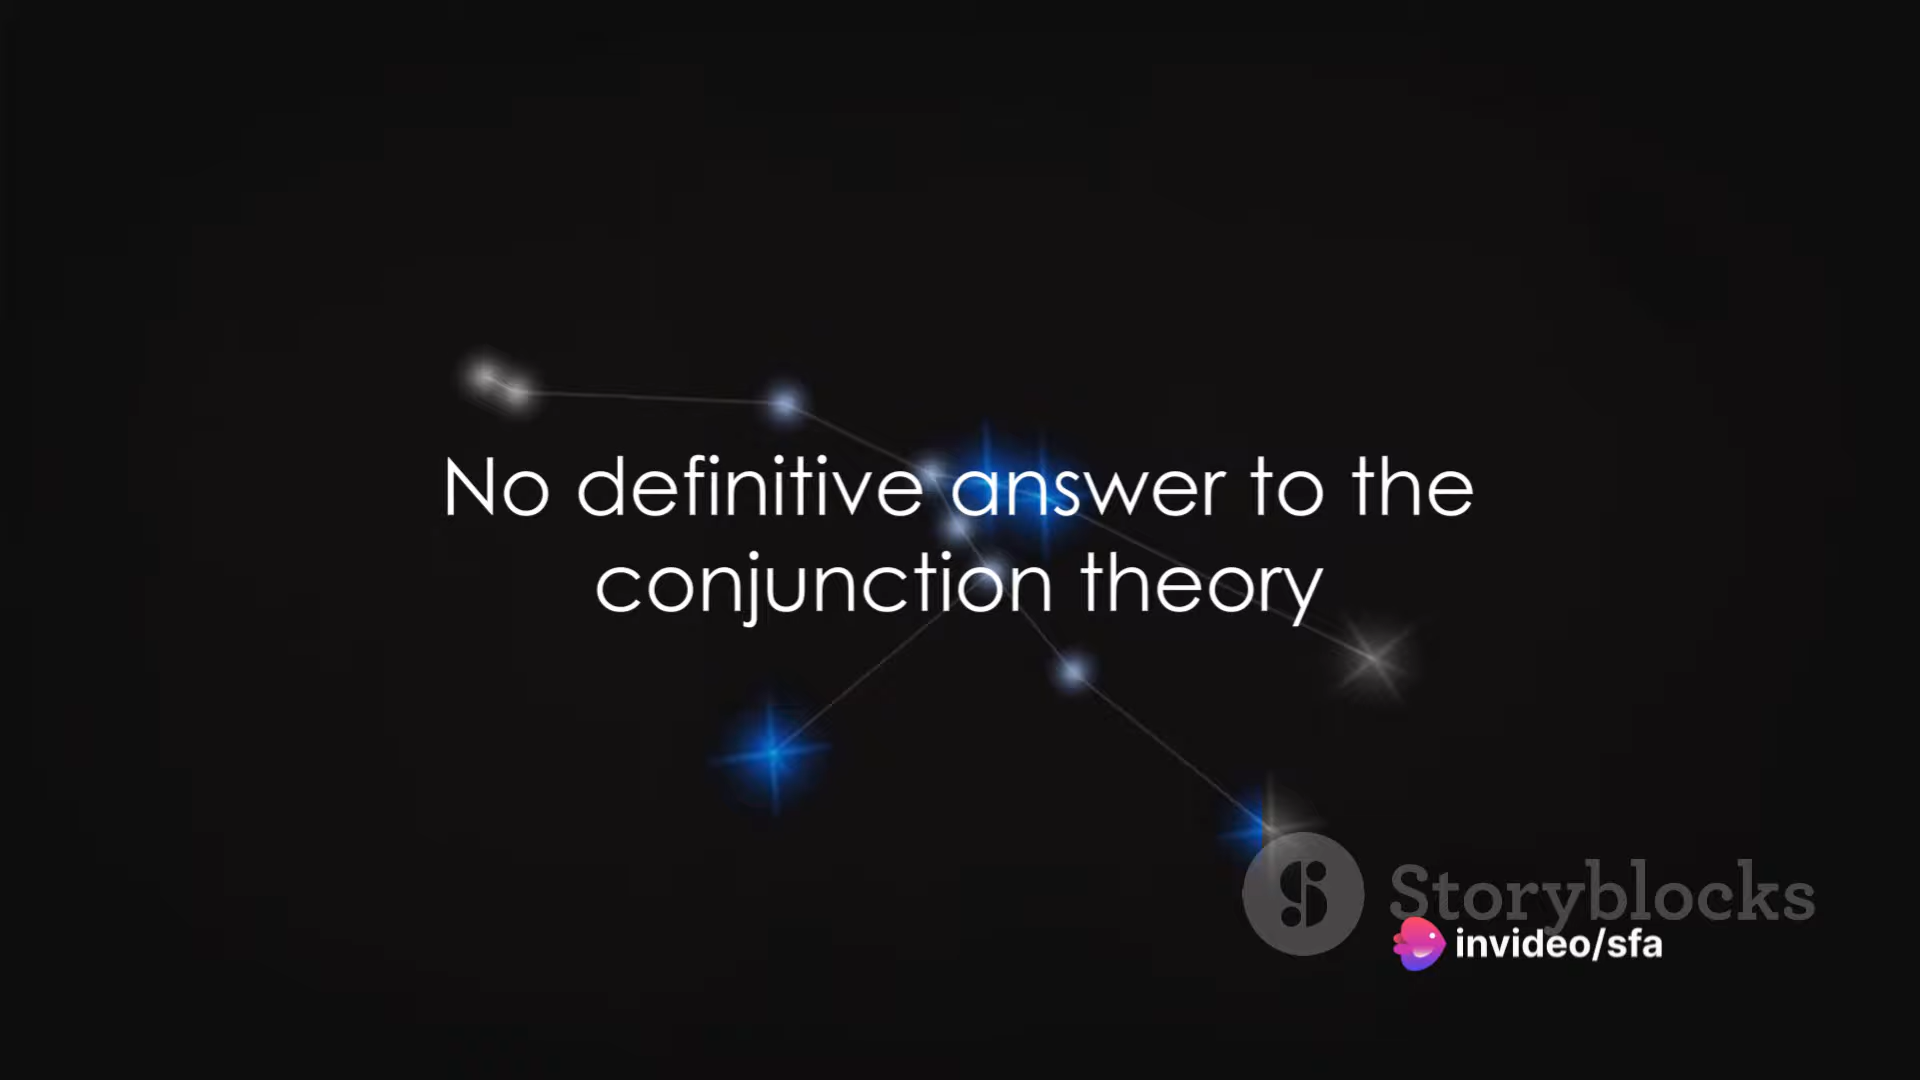 No definitive answer to the
conjunction theory
Storyblocks
invideo/sfa